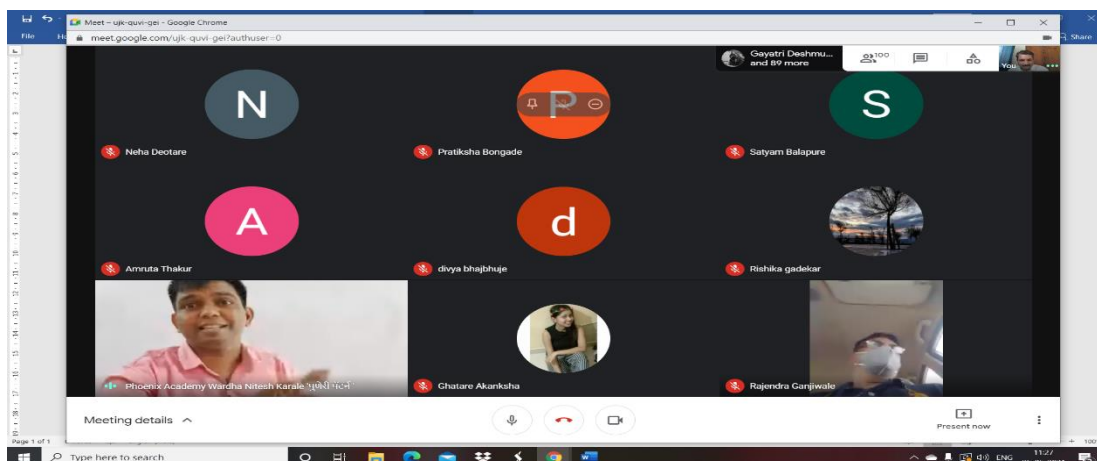 Meet – ujk-quvi-gei - Google Chrome
File
Share
meet.google.com/ujk-quvi-gei?authuser=0
Gayatri Deshmu...
and 89 more
100
You
N
P
S
Neha Deotare
Pratiksha Bongade
Satyam Balapure
A
d
Amruta Thakur
divya bhajbhuje
Rishika gadekar
Phoenix Academy Wardha Nitesh Karale
Ghatare Akanksha
Rajendra Ganjiwale
Meeting details
Present now
Page 1 of 1
Type here to search
ENG
11:27